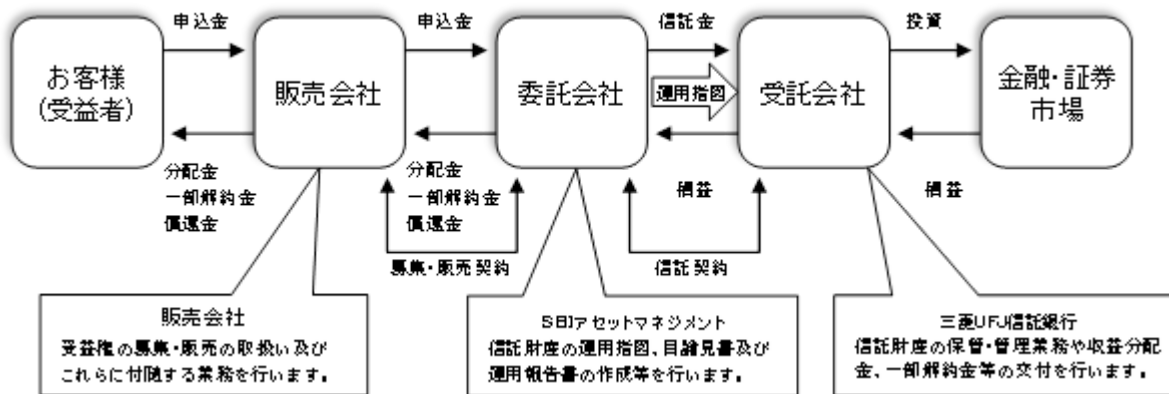 申込金
申込金
信託金
投資
お客様
(受益者)
販売会社
委託会社
運用指図
受託会社
金融・証券
市場
分配金
一部解約金
償還金
分配金
一部解約金
償還金
損益
損益
募集・販売契約
信託契約
販売会社
受益権の募集・販売の取扱い及び
これらに付随する業務を行います。
SBIアセットマネジメント
信託財産の運用指図、目論見書及び
運用報告書の作成等を行います。
三菱UFJ信託銀行
信託財産の保管・管理業務や収益分配
金、一部解約金等の交付を行います。